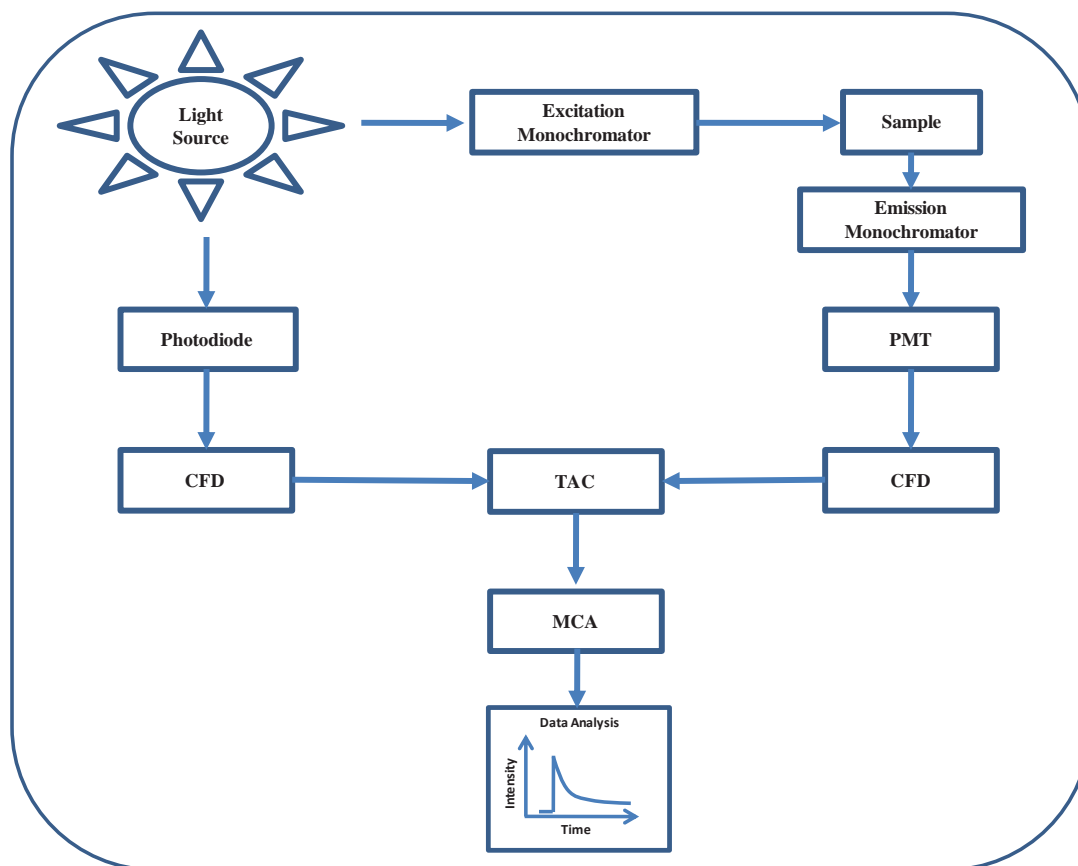 Light
Source
Excitation
Monochromator
Sample
Emission
Monochromator
Photodiode
PMT
CFD
TAC
CFD
MCA
Data Analysis
Intensity
Time